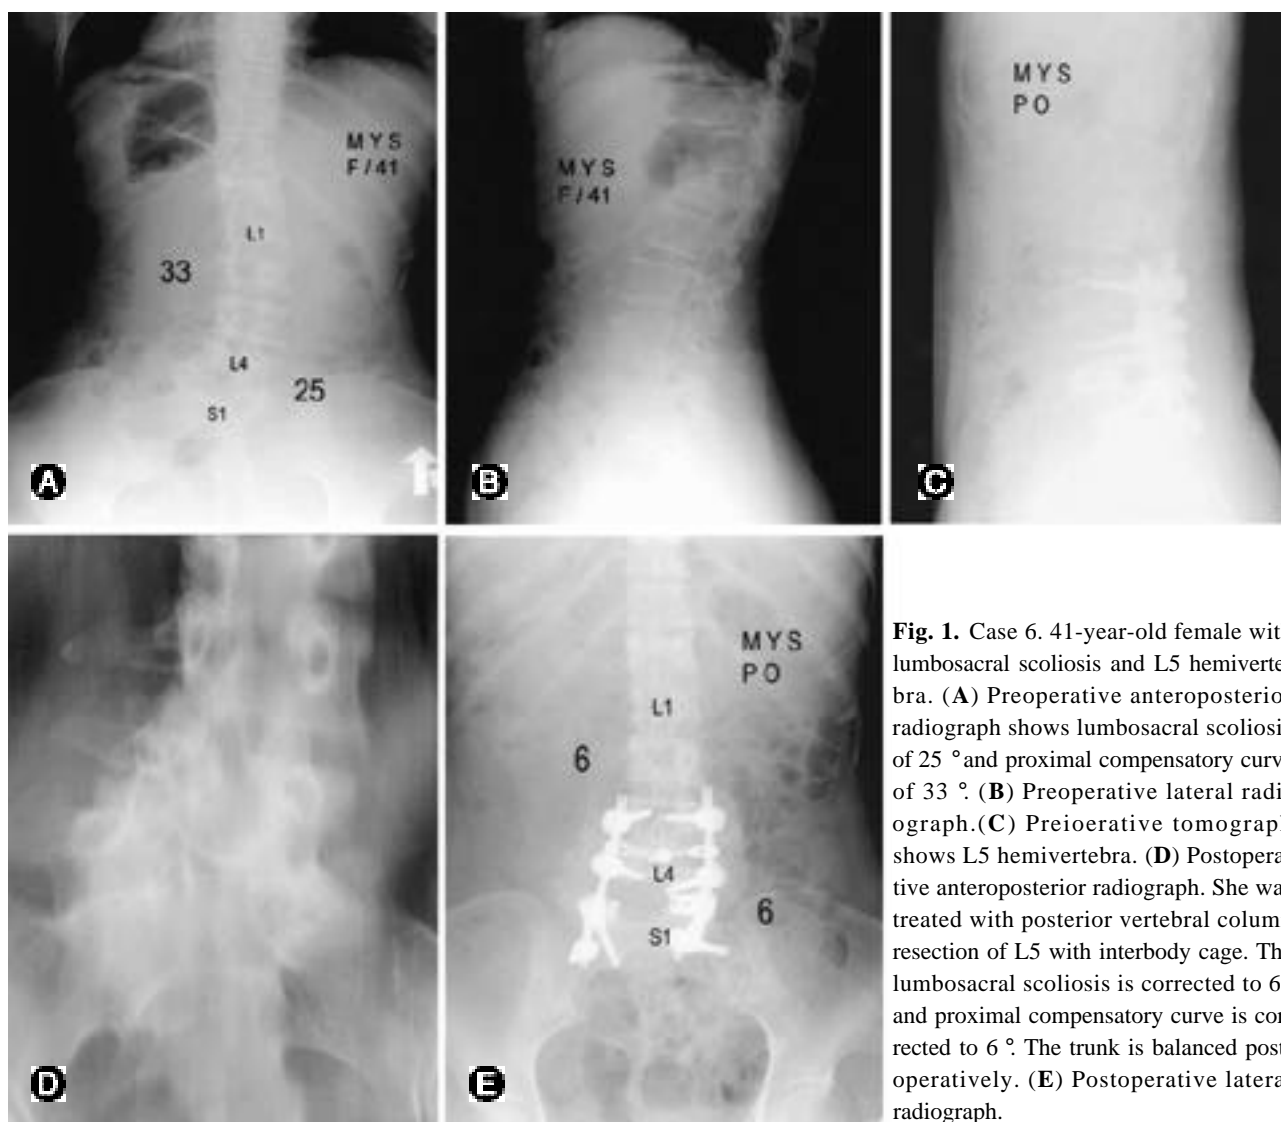 MYS
F/41
L1
33
L4
25
S1
A
MYS
F/41
B
MYS
PO
C
D
MYS
PO
L1
6
L4
6
S1
E
Fig. 1. Case 6. 41-year-old female wit
lumbosacral scoliosis and L5 hemiverte
bra. (A) Preoperative anteroposterio
radiograph shows lumbosacral scoliosi
of 25 ° and proximal compensatory curv
of 33 °. (B) Preoperative lateral radi
ograph.(C) Preioerative tomograp
shows L5 hemivertebra. (D) Postopera
tive anteroposterior radiograph. She wa
treated with posterior vertebral colum
resection of L5 with interbody cage. Th
lumbosacral scoliosis is corrected to 6
and proximal compensatory curve is cor
rected to 6 °. The trunk is balanced post
operatively. (E) Postoperative latera
radiograph.